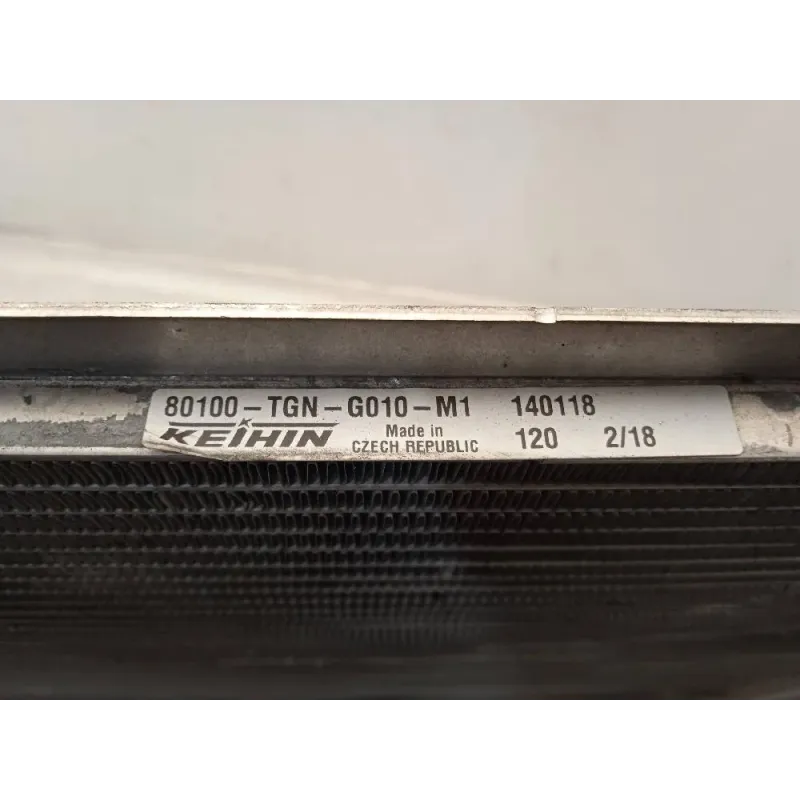 80100-TGN-G010-M1 140118
KEIHIN Made in CZECH REPUBLIC 120 2/18